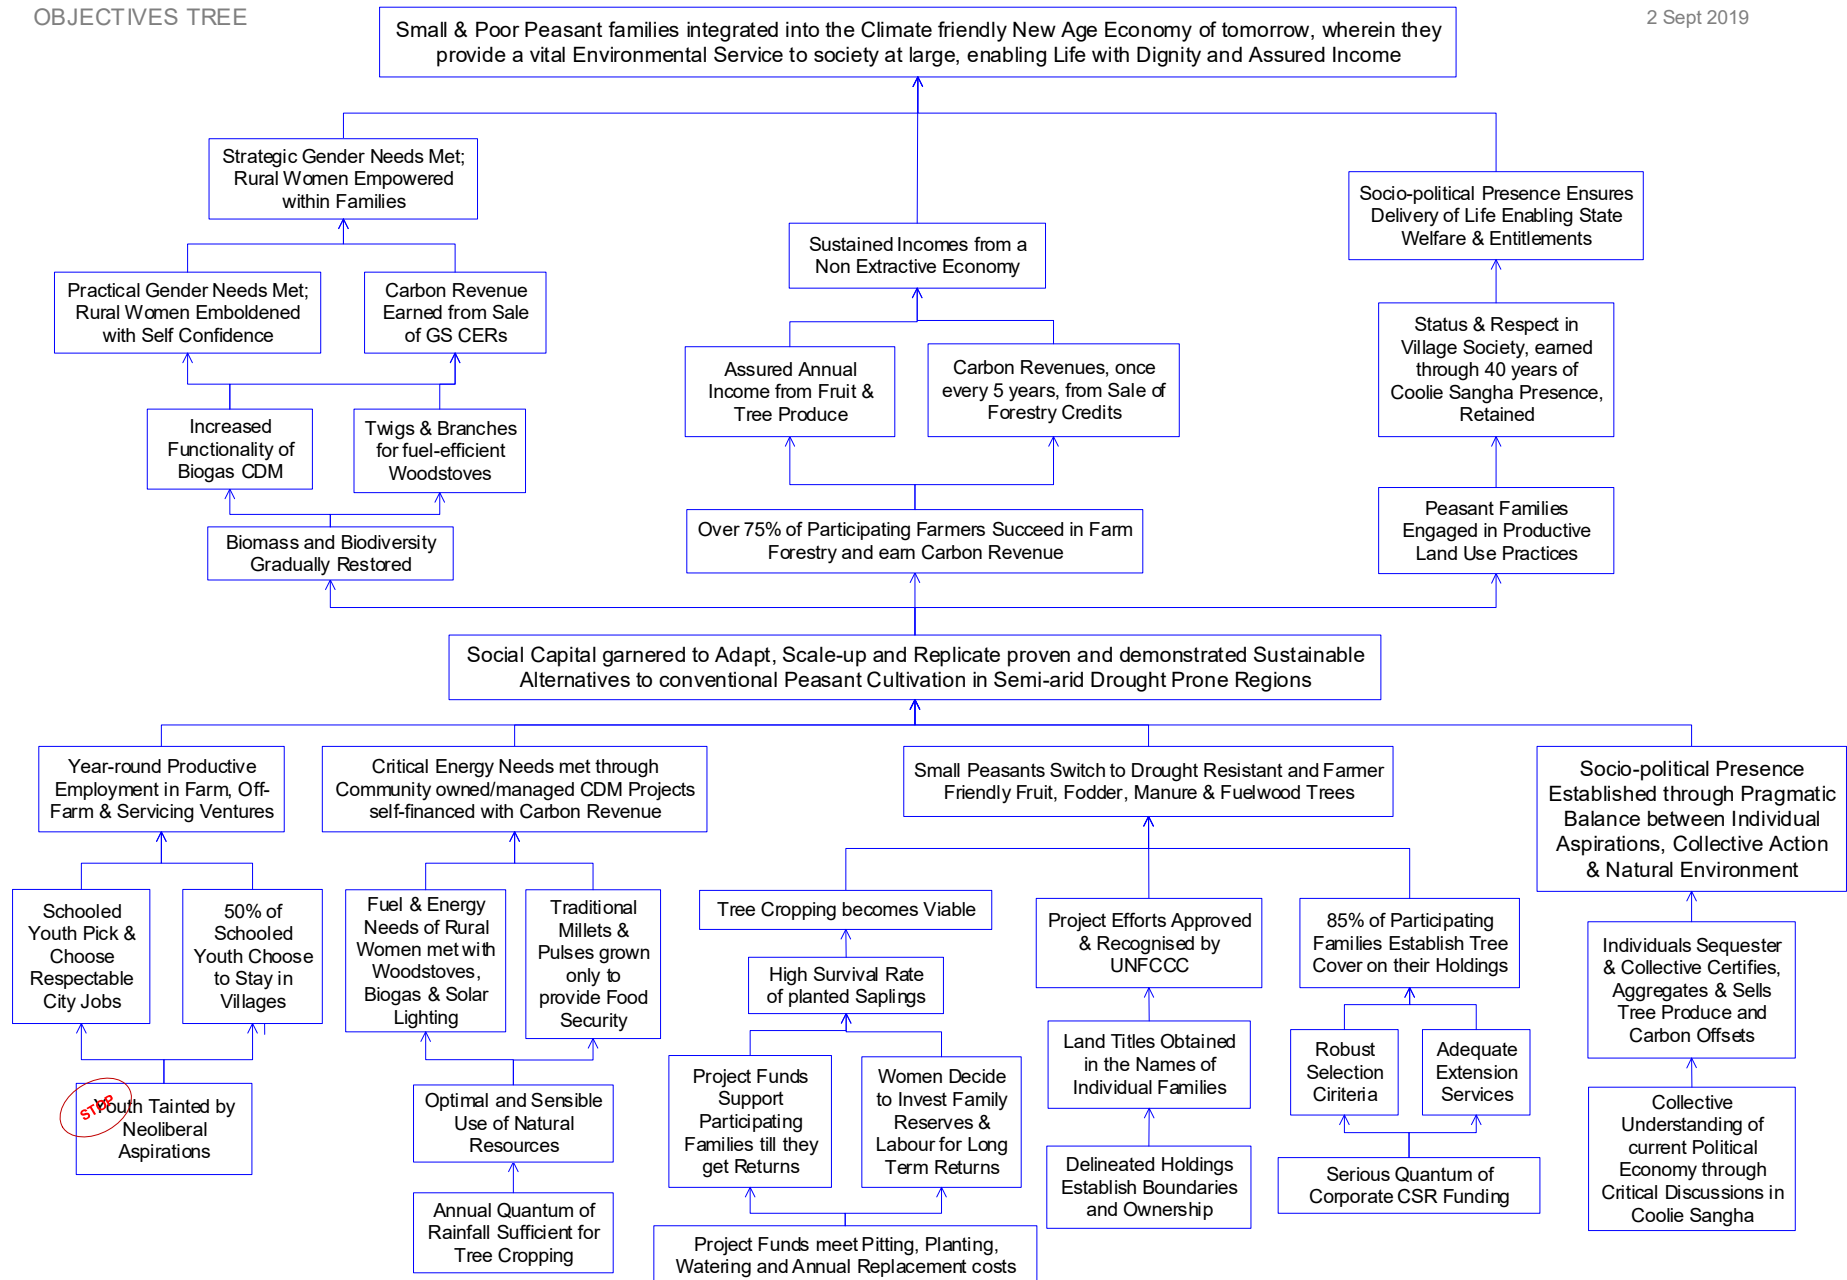 OBJECTIVES TREE
2 Sept 2019
Small & Poor Peasant families integrated into the Climate friendly New Age Economy of tomorrow, wherein they
provide a vital Environmental Service to society at large, enabling Life with Dignity and Assured Income
Strategic Gender Needs Met;
Rural Women Empowered
within Families
Socio-political Presence Ensures
Delivery of Life Enabling State
Welfare & Entitlements
Sustained Incomes from a
Non Extractive Economy
Practical Gender Needs Met;
Rural Women Emboldened
with Self Confidence
Carbon Revenue
Earned from Sale
of GS CERs
Assured Annual
Income from Fruit &
Tree Produce
Carbon Revenues, once
every 5 years, from Sale of
Forestry Credits
Status & Respect in
Village Society, earned
through 40 years of
Coolie Sangha Presence,
Retained
Increased
Functionality of
Biogas CDM
Twigs & Branches
for fuel-efficient
Woodstoves
Biomass and Biodiversity
Gradually Restored
Over 75% of Participating Farmers Succeed in Farm
Forestry and earn Carbon Revenue
Peasant Families
Engaged in Productive
Land Use Practices
Social Capital garnered to Adapt, Scale-up and Replicate proven and demonstrated Sustainable
Alternatives to conventional Peasant Cultivation in Semi-arid Drought Prone Regions
Year-round Productive
Employment in Farm, Off-
Farm & Servicing Ventures
Critical Energy Needs met through
Community owned/managed CDM Projects
self-financed with Carbon Revenue
Small Peasants Switch to Drought Resistant and Farmer
Friendly Fruit, Fodder, Manure & Fuelwood Trees
Socio-political Presence
Established through Pragmatic
Balance between Individual
Aspirations, Collective Action
& Natural Environment
Schooled
Youth Pick &
Choose
Respectable
City Jobs
50% of
Schooled
Youth Choose
to Stay in
Villages
Fuel & Energy
Needs of Rural
Women met with
Woodstoves,
Biogas & Solar
Lighting
Traditional
Millets &
Pulses grown
only to
provide Food
Security
Tree Cropping becomes Viable
High Survival Rate
of planted Saplings
Project Efforts Approved
& Recognised by
UNFCCC
85% of Participating
Families Establish Tree
Cover on their Holdings
Individuals Sequester
& Collective Certifies,
Aggregates & Sells
Tree Produce and
Carbon Offsets
STOP
Youth Tainted by
Neoliberal
Aspirations
Optimal and Sensible
Use of Natural
Resources
Project Funds
Support
Participating
Families till they
get Returns
Women Decide
to Invest Family
Reserves &
Labour for Long
Term Returns
Land Titles Obtained
in the Names of
Individual Families
Robust
Selection
Ciriteria
Adequate
Extension
Services
Collective
Understanding of
current Political
Economy through
Critical Discussions in
Coolie Sangha
Annual Quantum of
Rainfall Sufficient for
Tree Cropping
Delineated Holdings
Establish Boundaries
and Ownership
Serious Quantum of
Corporate CSR Funding
Project Funds meet Pitting, Planting,
Watering and Annual Replacement costs